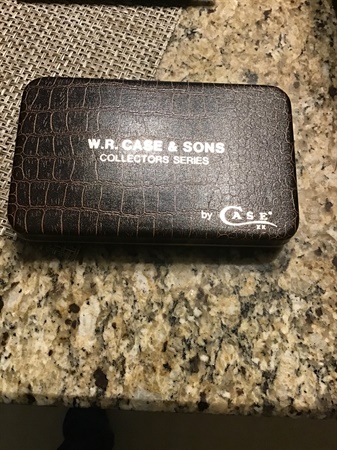 W.R. CASE & SONS
COLLECTORS SERIES
by CASE®
XX